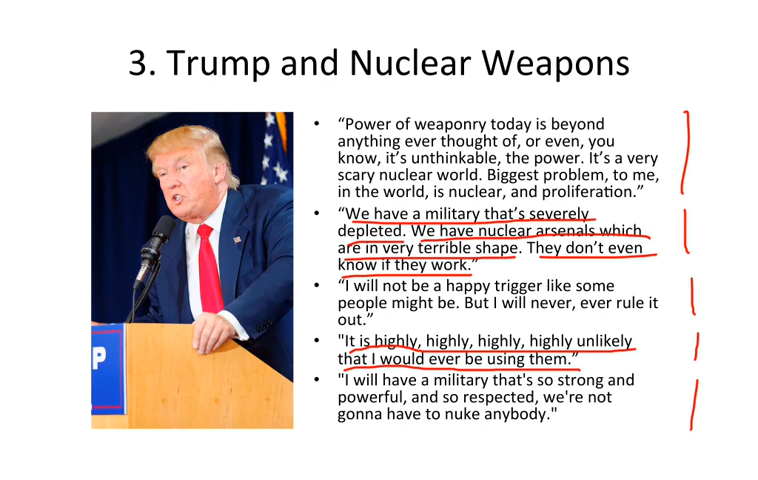 3. Trump and Nuclear Weapons
• “Power of weaponry today is beyond
anything ever thought of, or even, you
know, it’s unthinkable, the power. It’s a very
scary nuclear world. Biggest problem, to me,
in the world, is nuclear, and proliferation.”
• “We have a military that’s severely
depleted. We have nuclear arsenals which
are in very terrible shape. They don’t even
know if they work.”
• “I will not be a happy trigger like some
people might be. But I will never, ever rule it
out.”
• "It is highly, highly, highly, highly unlikely
that I would ever be using them.”
• "I will have a military that's so strong and
powerful, and so respected, we're not
gonna have to nuke anybody."
P